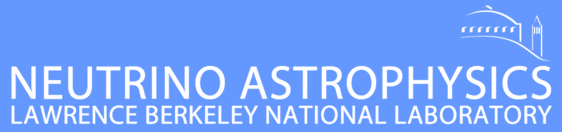 NEUTRINO ASTROPHYSICS
LAWRENCE BERKELEY NATIONAL LABORATORY